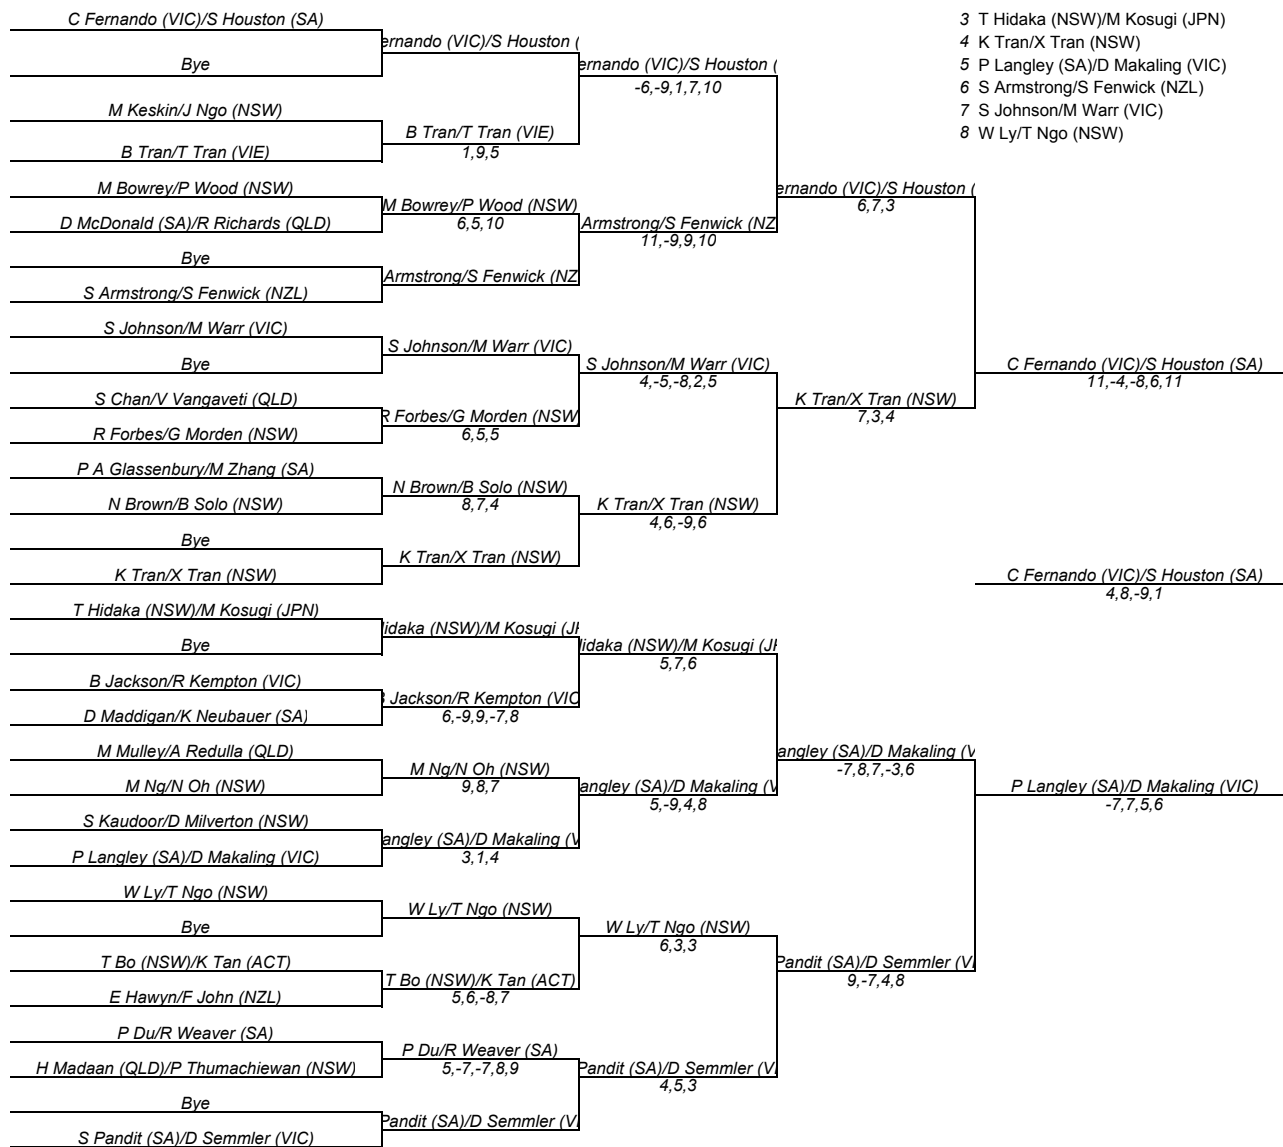 C Fernando (VIC)/S Houston (SA)
Bye
M Keskin/J Ngo (NSW)
B Tran/T Tran (VIE)
M Bowrey/P Wood (NSW)
D McDonald (SA)/R Richards (QLD)
Bye
S Armstrong/S Fenwick (NZL)
S Johnson/M Warr (VIC)
Bye
S Chan/V Vangaveti (QLD)
R Forbes/G Morden (NSW)
P A Glassenbury/M Zhang (SA)
N Brown/B Solo (NSW)
Bye
K Tran/X Tran (NSW)
T Hidaka (NSW)/M Kosugi (JPN)
Bye
B Jackson/R Kempton (VIC)
D Maddigan/K Neubauer (SA)
M Mulley/A Redulla (QLD)
M Ng/N Oh (NSW)
S Kaudoor/D Milverton (NSW)
P Langley (SA)/D Makaling (VIC)
W Ly/T Ngo (NSW)
Bye
T Bo (NSW)/K Tan (ACT)
E Hawyn/F John (NZL)
P Du/R Weaver (SA)
H Madaan (QLD)/P Thumachiewan (NSW)
Bye
S Pandit (SA)/D Semmler (VIC)
ernando (VIC)/S Houston (
B Tran/T Tran (VIE)
1,9,5
M Bowrey/P Wood (NSW)
6,5,10
Armstrong/S Fenwick (NZ
S Johnson/M Warr (VIC)
R Forbes/G Morden (NSW
6,5,5
N Brown/B Solo (NSW)
8,7,4
K Tran/X Tran (NSW)
Hidaka (NSW)/M Kosugi (JP
B Jackson/R Kempton (VIC
6,-9,9,-7,8
M Ng/N Oh (NSW)
9,8,7
angley (SA)/D Makaling (V
3,1,4
W Ly/T Ngo (NSW)
T Bo (NSW)/K Tan (ACT)
5,6,-8,7
P Du/R Weaver (SA)
5,-7,-7,8,9
Pandit (SA)/D Semmler (VI
ernando (VIC)/S Houston (
-6,-9,1,7,10
Armstrong/S Fenwick (NZ
11,-9,9,10
S Johnson/M Warr (VIC)
4,-5,-8,2,5
K Tran/X Tran (NSW)
4,6,-9,6
Hidaka (NSW)/M Kosugi (JP
5,7,6
angley (SA)/D Makaling (V
5,-9,4,8
W Ly/T Ngo (NSW)
6,3,3
Pandit (SA)/D Semmler (VI
4,5,3
ernando (VIC)/S Houston (
6,7,3
K Tran/X Tran (NSW)
7,3,4
angley (SA)/D Makaling (V
-7,8,7,-3,6
Pandit (SA)/D Semmler (VI
9,-7,4,8
3 T Hidaka (NSW)/M Kosugi (JPN)
4 K Tran/X Tran (NSW)
5 P Langley (SA)/D Makaling (VIC)
6 S Armstrong/S Fenwick (NZL)
7 S Johnson/M Warr (VIC)
8 W Ly/T Ngo (NSW)
C Fernando (VIC)/S Houston (SA)
11,-4,-8,6,11
C Fernando (VIC)/S Houston (SA)
4,8,-9,1
P Langley (SA)/D Makaling (VIC)
-7,7,5,6